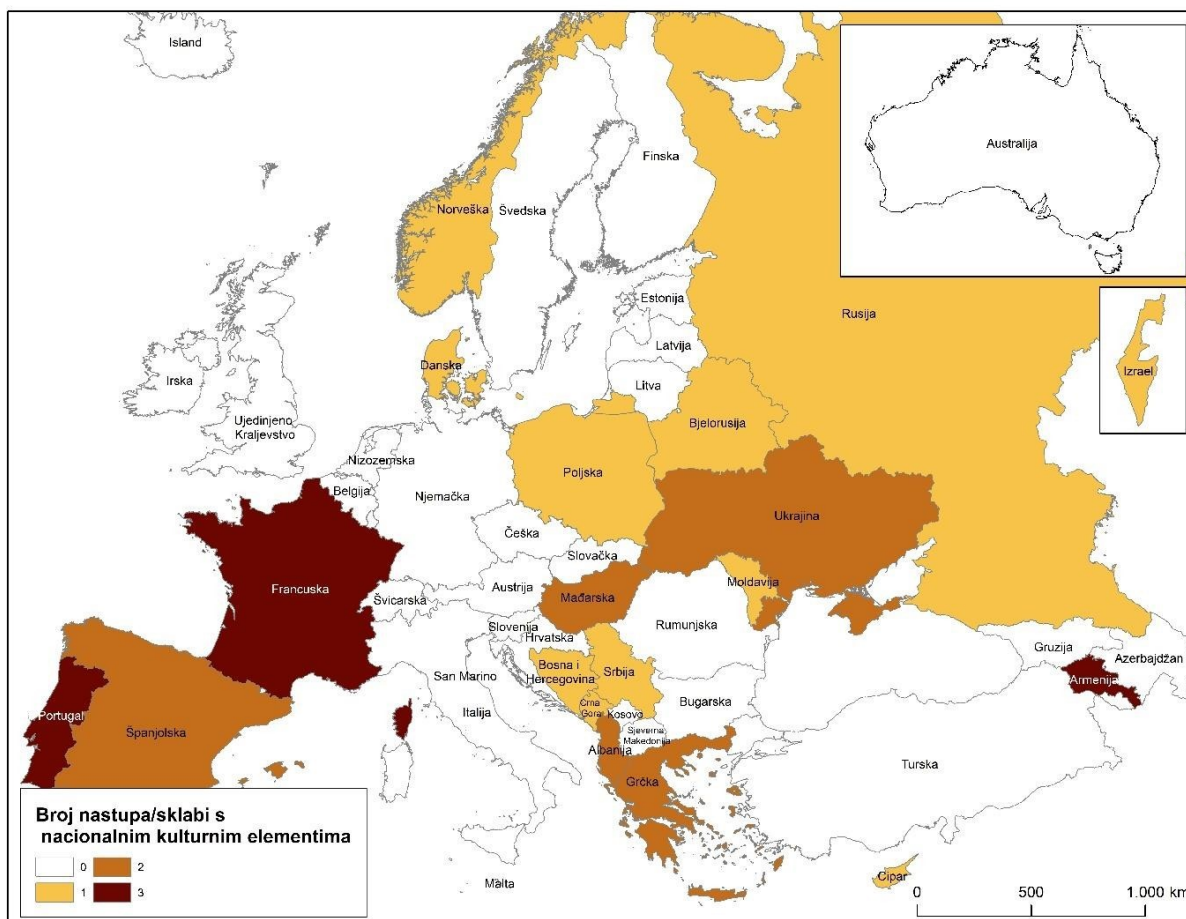 Island
Finska
Norveška
Švedska
Australija
Estonija
Rusija
Latvija
Danska
Litva
Izrael
Irska
Ujedinjeno
Kraljevstvo
Bjelorusija
Nizozemska
Poljska
Belgija
Njemačka
Ukrajina
Češka
Slovačka
Francuska
Austrija
Moldavija
Švicarska
Mađarska
Slovenija
Rumunjska
Hrvatska
Gruzija
Azerbajdžan
San Marino
Bosna i
Hercegovina
Srbija
Armenija
Crna
Gora
Kosovo
Bugarska
Portugal
Italija
Španjolska
Sjeverna
Makedonija
Albanija
Turska
Grčka
Broj nastupa/sklabi s
nacionalnim kulturnim elementima
0 2
1 3
Malta
Cipar
0 500 1.000 km